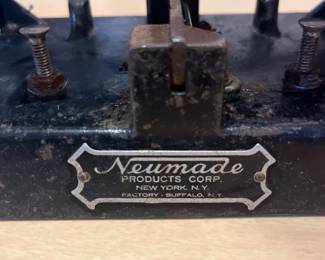 Neumade
PRODUCTS CORP.
NEW YORK, N.Y.
FACTORY - BUFFALO, N.Y.